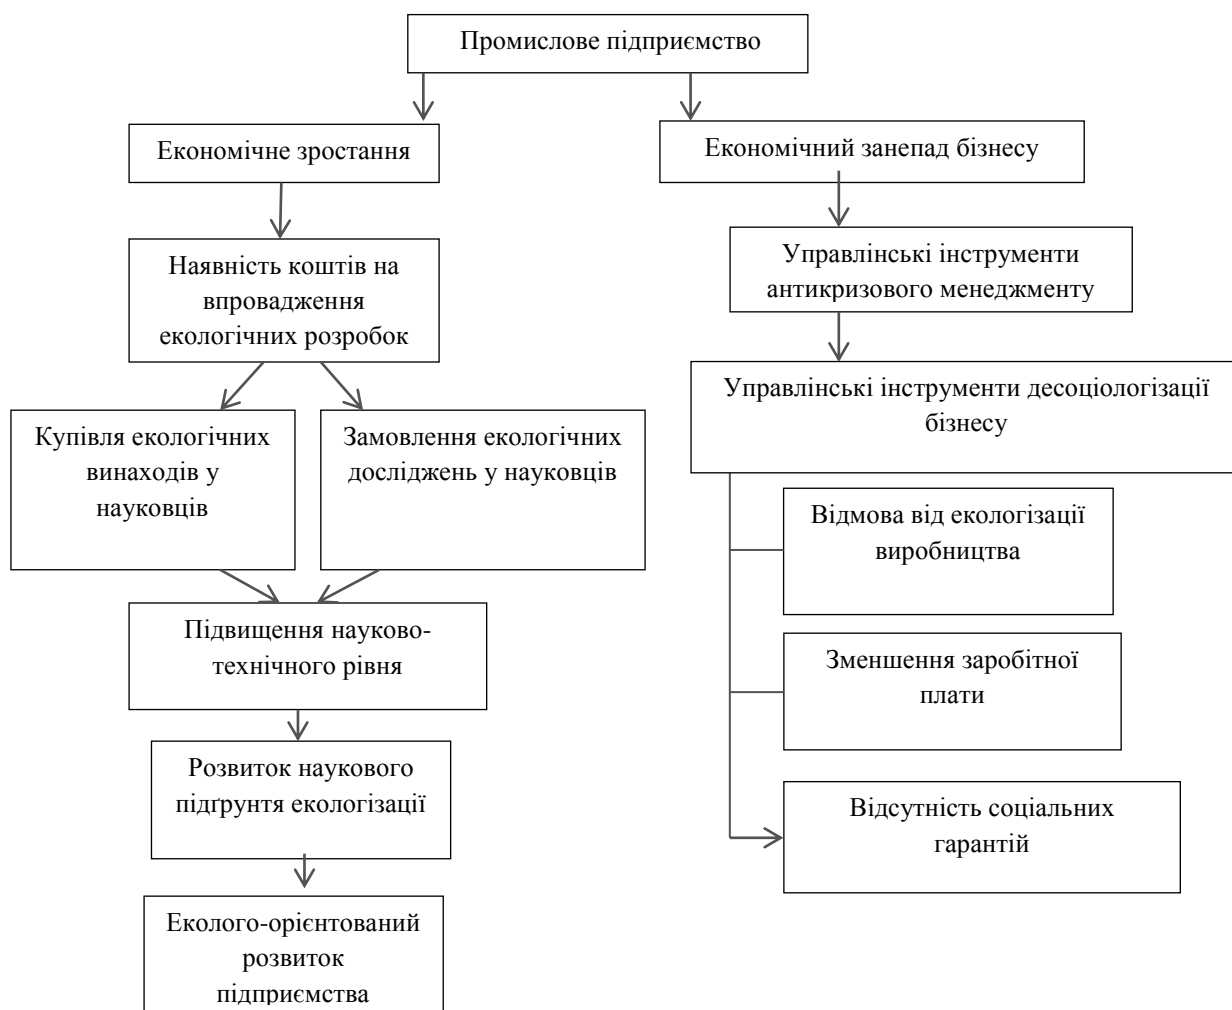 Промислове підприємство
Економічне зростання
Економічний занепад бізнесу
Наявність коштів на
впровадження
екологічних розробок
Управлінські інструменти
антикризового менеджменту
Управлінські інструменти десоціологізації
бізнесу
Купівля екологічних
винаходів у
науковців
Замовлення екологічних
досліджень у науковців
Відмова від екологізації
виробництва
Підвищення науково-
технічного рівня
Зменшення заробітної
плати
Розвиток наукового
підґрунтя екологізації
Відсутність соціальних
гарантій
Еколого-орієнтований
розвиток
підприємства